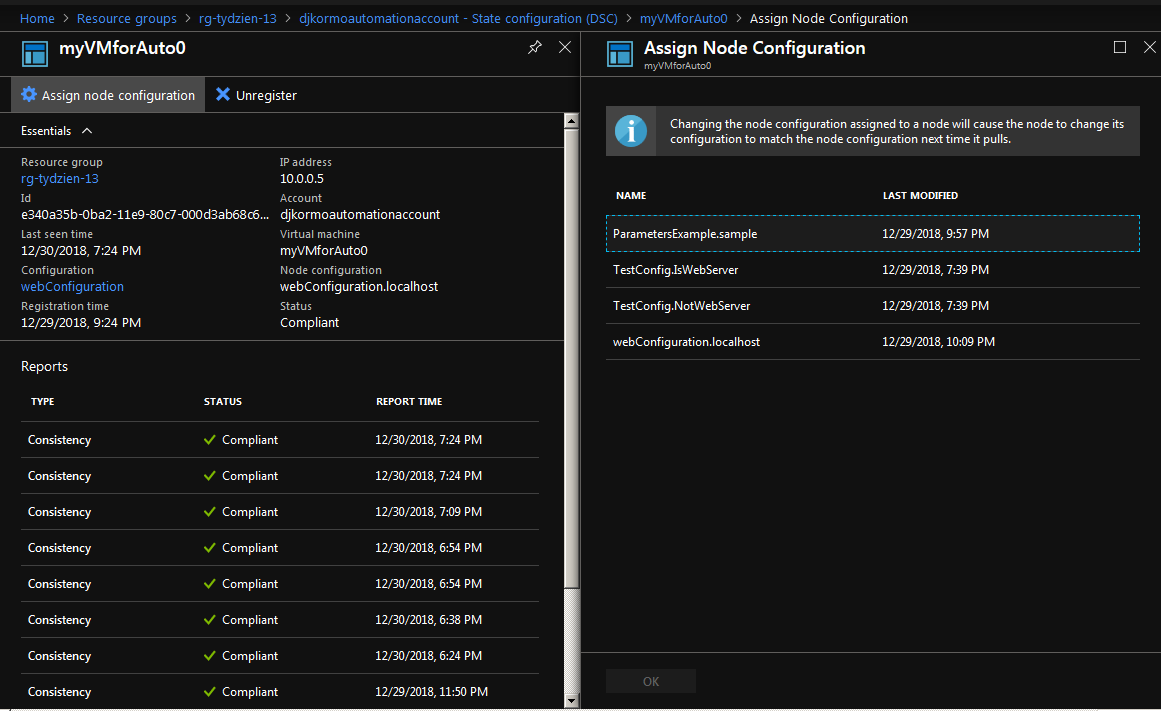 Home > Resource groups > rg-tydzien-13 > djkormoautomationaccount - State configuration (DSC) > myVMforAuto0 > Assign Node Configuration
myVMforAuto0
Assign node configuration
Unregister
Essentials
Resource group
rg-tydzien-13
IP address
10.0.0.5
Id
e340a35b-0ba2-11e9-80c7-000d3ab68c6...
Account
djkormoautomationaccount
Last seen time
12/30/2018, 7:24 PM
Virtual machine
myVMforAuto0
Configuration
webConfiguration
Node configuration
webConfiguration.localhost
Registration time
12/29/2018, 9:24 PM
Status
Compliant
Reports
TYPE STATUS REPORT TIME
Consistency Compliant 12/30/2018, 7:24 PM
Consistency Compliant 12/30/2018, 7:24 PM
Consistency Compliant 12/30/2018, 7:09 PM
Consistency Compliant 12/30/2018, 6:54 PM
Consistency Compliant 12/30/2018, 6:54 PM
Consistency Compliant 12/30/2018, 6:38 PM
Consistency Compliant 12/30/2018, 6:24 PM
Consistency Compliant 12/29/2018, 11:50 PM
Assign Node Configuration
myVMforAuto0
Changing the node configuration assigned to a node will cause the node to change its
configuration to match the node configuration next time it pulls.
NAME LAST MODIFIED
ParametersExample.sample 12/29/2018, 9:57 PM
TestConfig.IsWebServer 12/29/2018, 7:39 PM
TestConfig.NotWebServer 12/29/2018, 7:39 PM
webConfiguration.localhost 12/29/2018, 10:09 PM
OK